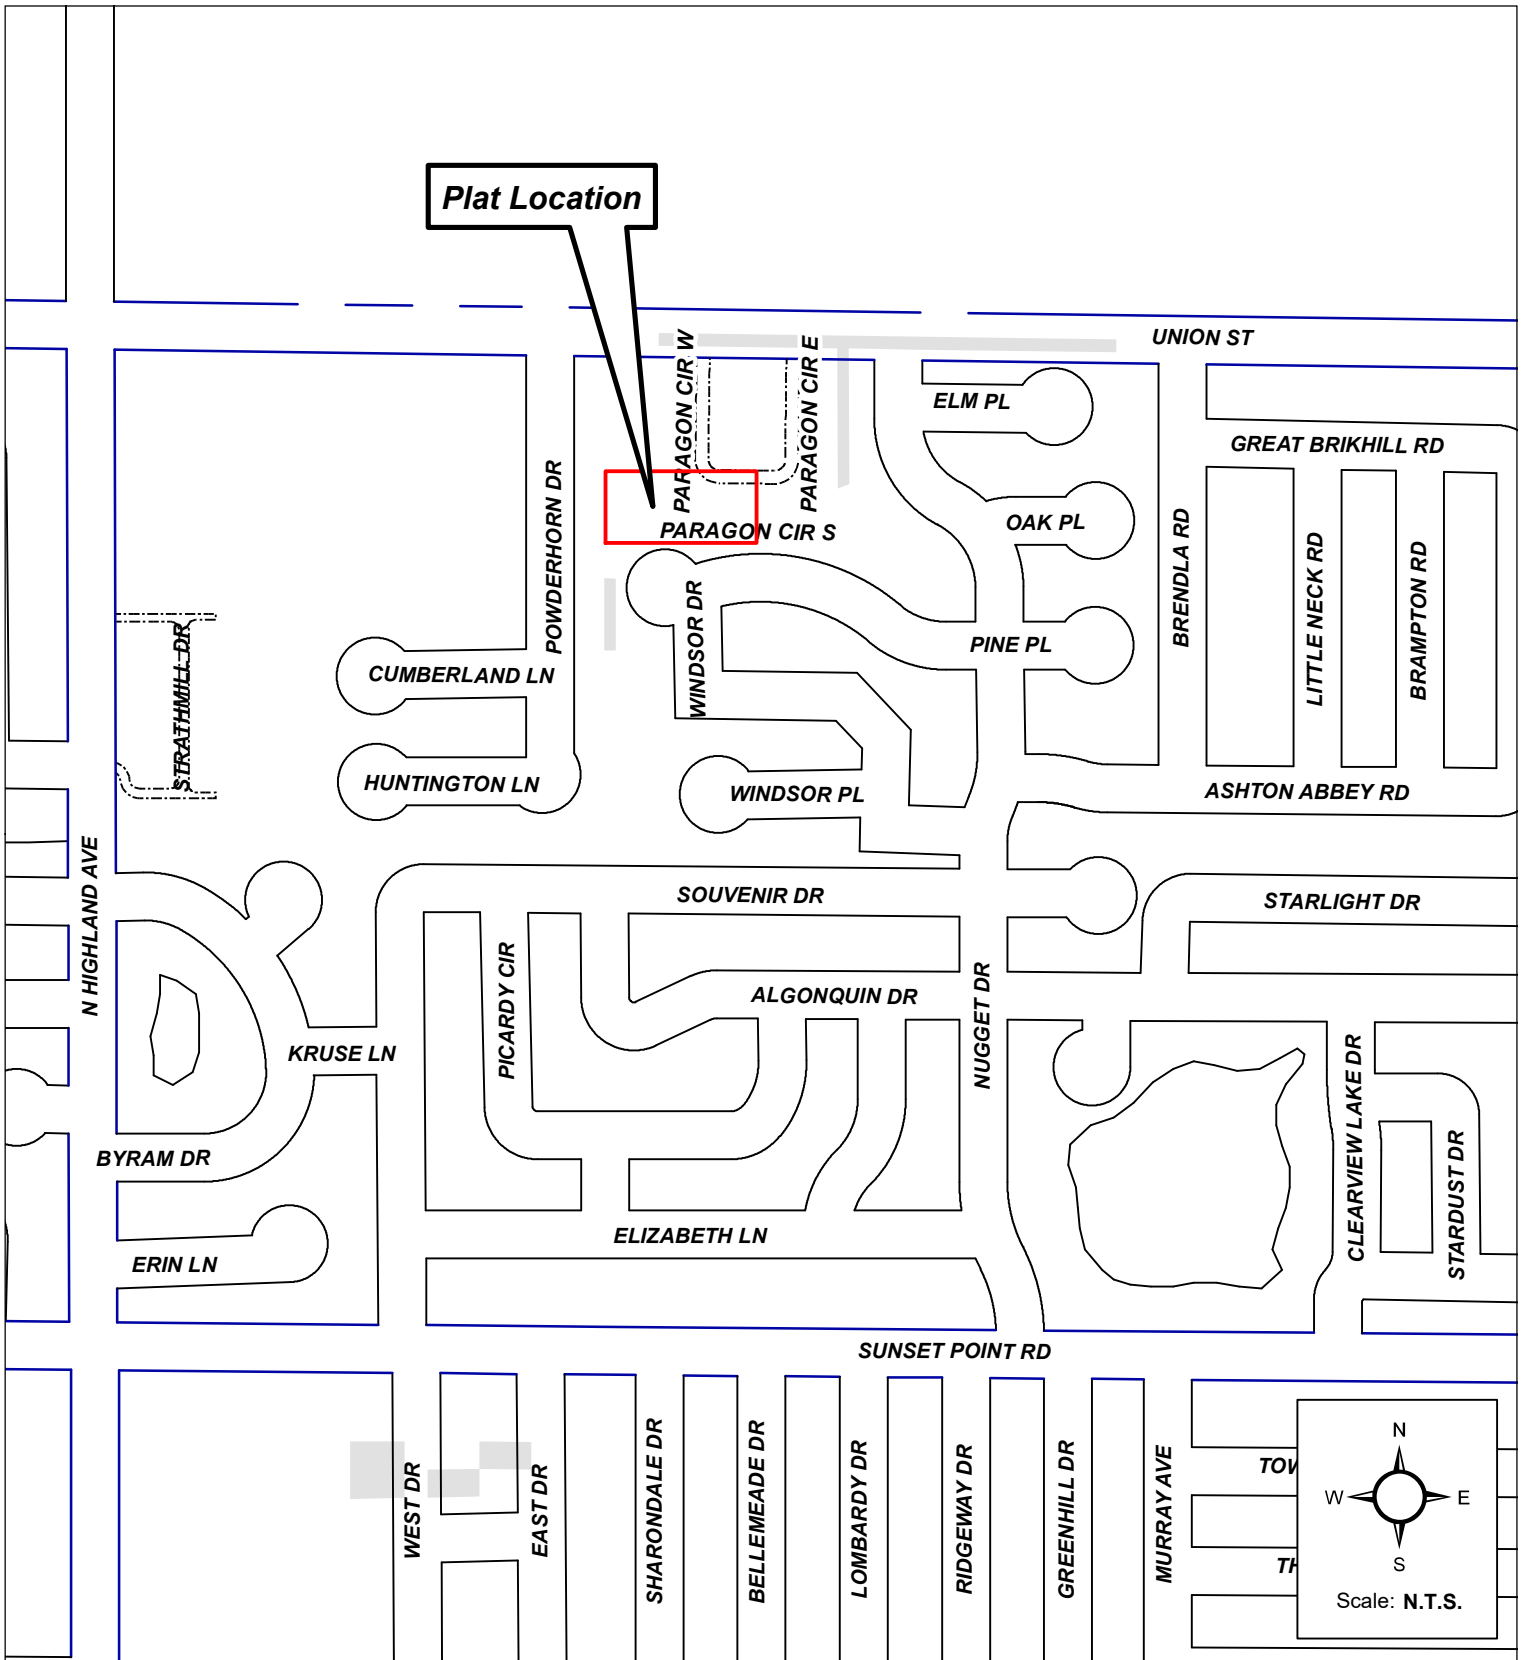 Plat Location
UNION ST
PARAGON CIR W
PARAGON CIR E
ELM PL
GREAT BRIKHILL RD
POWDERHORN DR
PARAGON CIR S
OAK PL
BRENDLA RD
LITTLE NECK RD
BRAMPTON RD
STRATHMILL DR
WINDSOR DR
PINE PL
CUMBERLAND LN
HUNTINGTON LN
WINDSOR PL
ASHTON ABBEY RD
N HIGHLAND AVE
SOUVENIR DR
STARLIGHT DR
PICARDY CIR
ALGONQUIN DR
NUGGET DR
KRUSE LN
CLEARVIEW LAKE DR
BYRAM DR
STARDUST DR
ELIZABETH LN
ERIN LN
SUNSET POINT RD
WEST DR
EAST DR
SHARONDALE DR
BELLEMEADE DR
LOMBARDY DR
RIDGEWAY DR
GREENHILL DR
MURRAY AVE
N
W E
S
Scale: N.T.S.